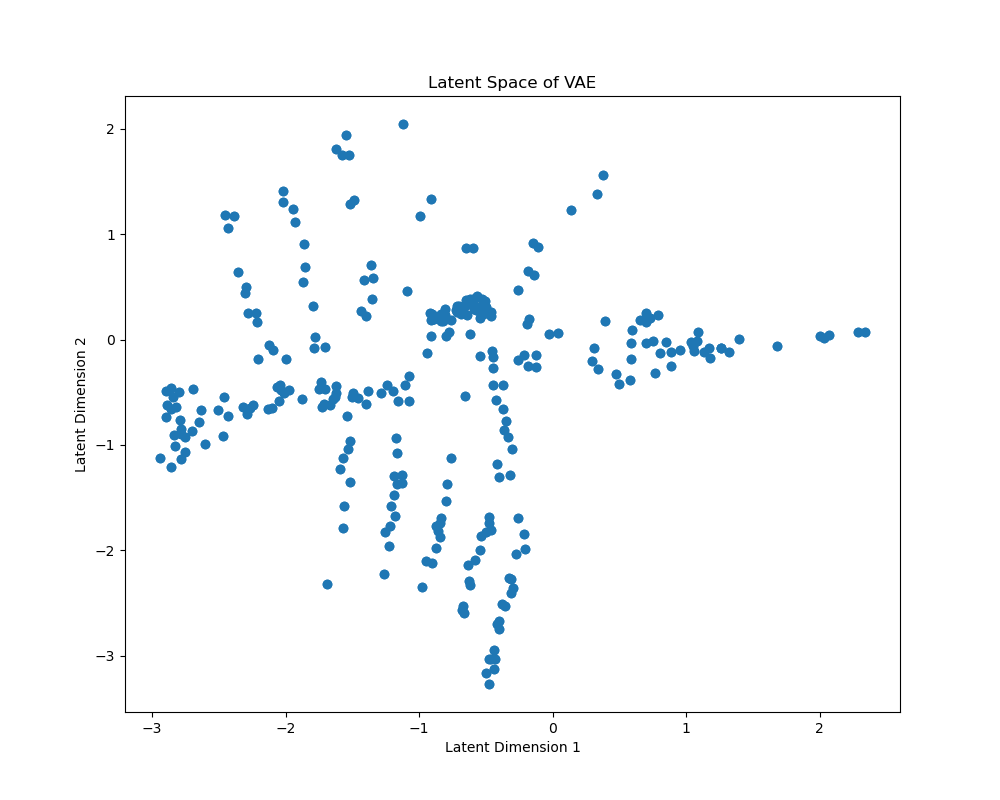 Latent Space of VAE
2
1
0
−1
−2
−3
Latent Dimension 2
−3 −2 −1 0 1 2
Latent Dimension 1